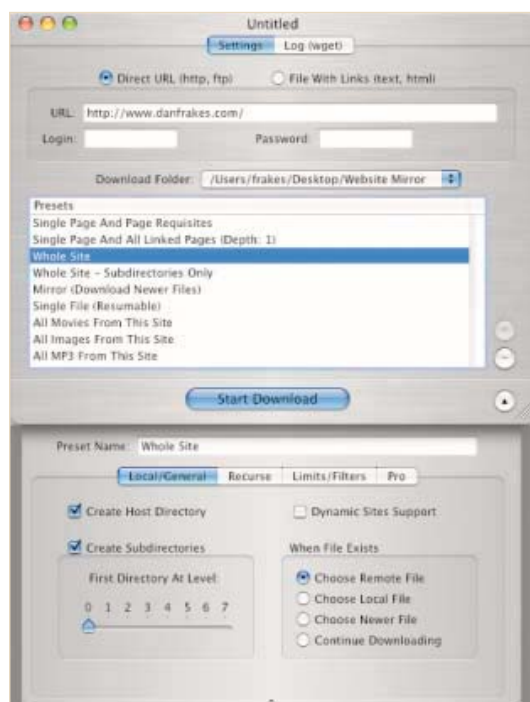 Untitled
Settings Log (wget)
Direct URL (http, ftp) File With Links (text, html)
URL: http://www.danfrakes.com/
Login: Password:
Download Folder: /Users/frakes/Desktop/Website Mirror
Presets
Single Page And Page Requisites
Single Page And All Linked Pages (Depth: 1)
Whole Site
Whole Site – Subdirectories Only
Mirror (Download Newer Files)
Single File (Resumable)
All Movies From This Site
All Images From This Site
All MP3 From This Site
Start Download
Preset Name: Whole Site
Local/General Recurse Limits/Filters Pro
Create Host Directory Dynamic Sites Support
Create Subdirectories When File Exists
First Directory At Level:
0 1 2 3 4 5 6 7
Choose Remote File
Choose Local File
Choose Newer File
Continue Downloading